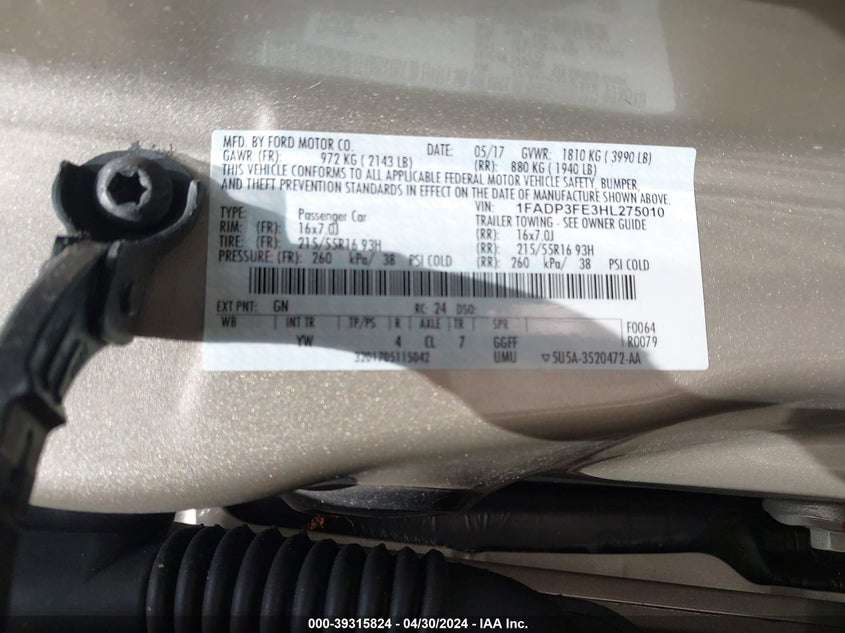 MFD. BY FORD MOTOR CO. DATE: 05/17 GVWR: 1810 KG ( 3990 LB)
GAWR: (FR): 972 KG ( 2143 LB) (RR): 880 KG ( 1940 LB)
THIS VEHICLE CONFORMS TO ALL APPLICABLE FEDERAL MOTOR VEHICLE SAFETY, BUMPER,
AND THEFT PREVENTION STANDARDS IN EFFECT ON THE DATE OF MANUFACTURE SHOWN ABOVE.
VIN: 1FADP3FE3HL275010
TYPE: Passenger Car TRAILER TOWING - SEE OWNER GUIDE
RIM: (FR): 16x7.0J (RR): 16x7.0J
TIRE: (FR): 215/55R16 93H (RR): 215/55R16 93H
PRESSURE: (FR): 260 kPa/ 38 PSI COLD (RR): 260 kPa/ 38 PSI COLD
EXT PNT: GN RC: 24 DSO:
WB INT TR TP/PS R AXLE TR SPR F0064
YW 4 CL 7 GGFF R0079
3201705115042 UMU ▽5U5A-3520472-AA
000-39315824 / 04/30/2024 - IAA Inc.